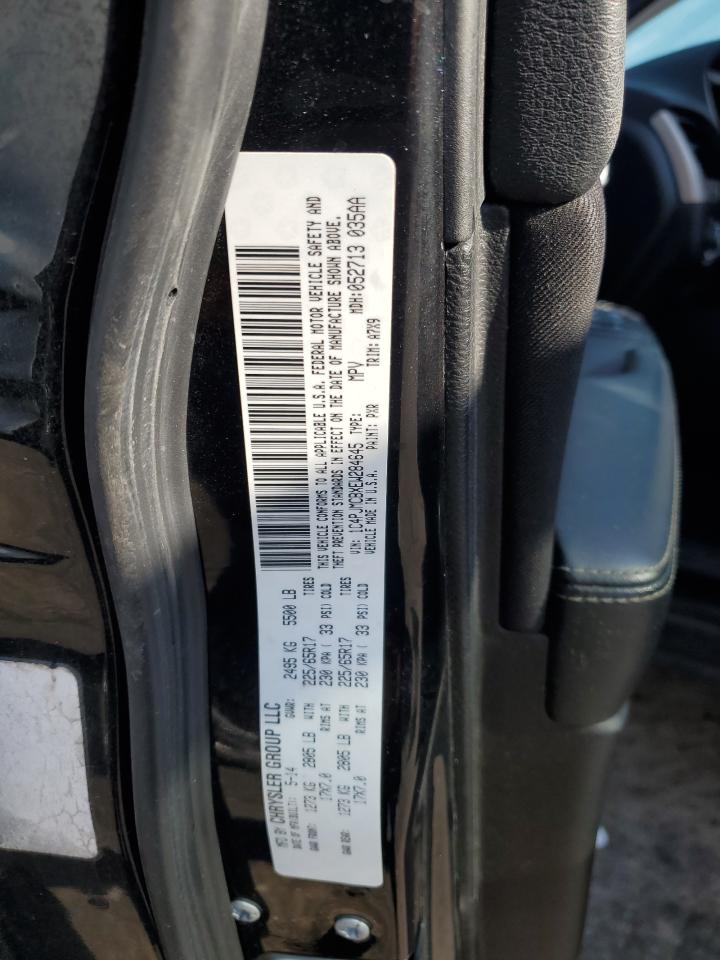 MFD BY CHRYSLER GROUP LLC
DATE OF MFR(BUILT): 5-14 GVWR: 2495 KG 5500 LB
GAWR FRONT: 1273 KG 2805 LB WITH 225/65R17 TIRES
17X7.0 RIMS AT 230 KPA ( 33 PSI) COLD
GAWR REAR: 1273 KG 2805 LB WITH 225/65R17 TIRES
17X7.0 RIMS AT 230 KPA ( 33 PSI) COLD
THIS VEHICLE CONFORMS TO ALL APPLICABLE U.S.A. FEDERAL MOTOR VEHICLE SAFETY AND
THEFT PREVENTION STANDARDS IN EFFECT ON THE DATE OF MANUFACTURE SHOWN ABOVE.
VIN: 1C4PJMCBXEW284645 TYPE: MPV MDH:052713 035AA
VEHICLE MADE IN U.S.A. PAINT: PXR TRIM: A7X9